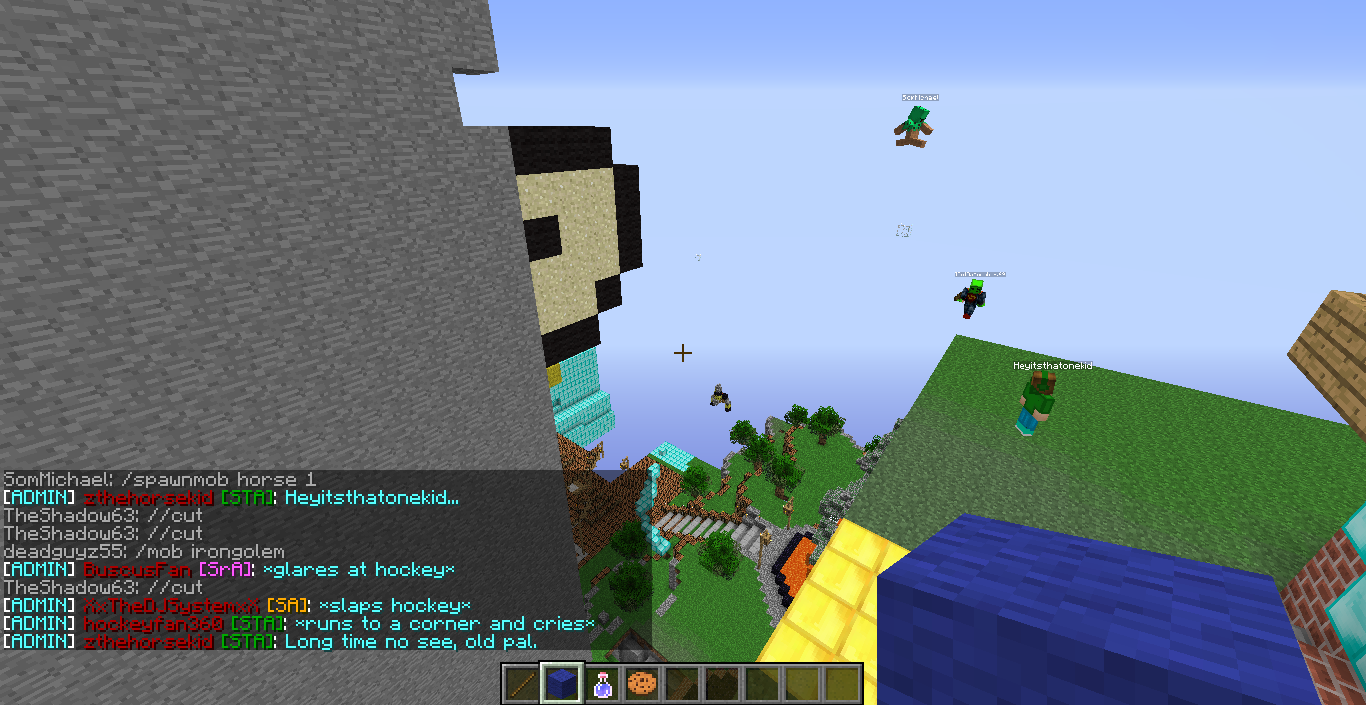 SomMichael
Heyitsthatonekid
SomMichael: /spawnmob horse 1
[ADMIN] zthehorsekid [STA]: Heyitsthatonekid...
TheShadow63: //cut
TheShadow63: //cut
deadguyz55: /mob irongolem
[ADMIN] BuscusFan [SrA]: *glares at hockey*
TheShadow63: //cut
[ADMIN] XxTheDJSystemxX [SA]: *slaps hockey*
[ADMIN] hockeyfan360 [STA]: *runs to a corner and cries*
[ADMIN] zthehorsekid [STA]: Long time no see, old pal.